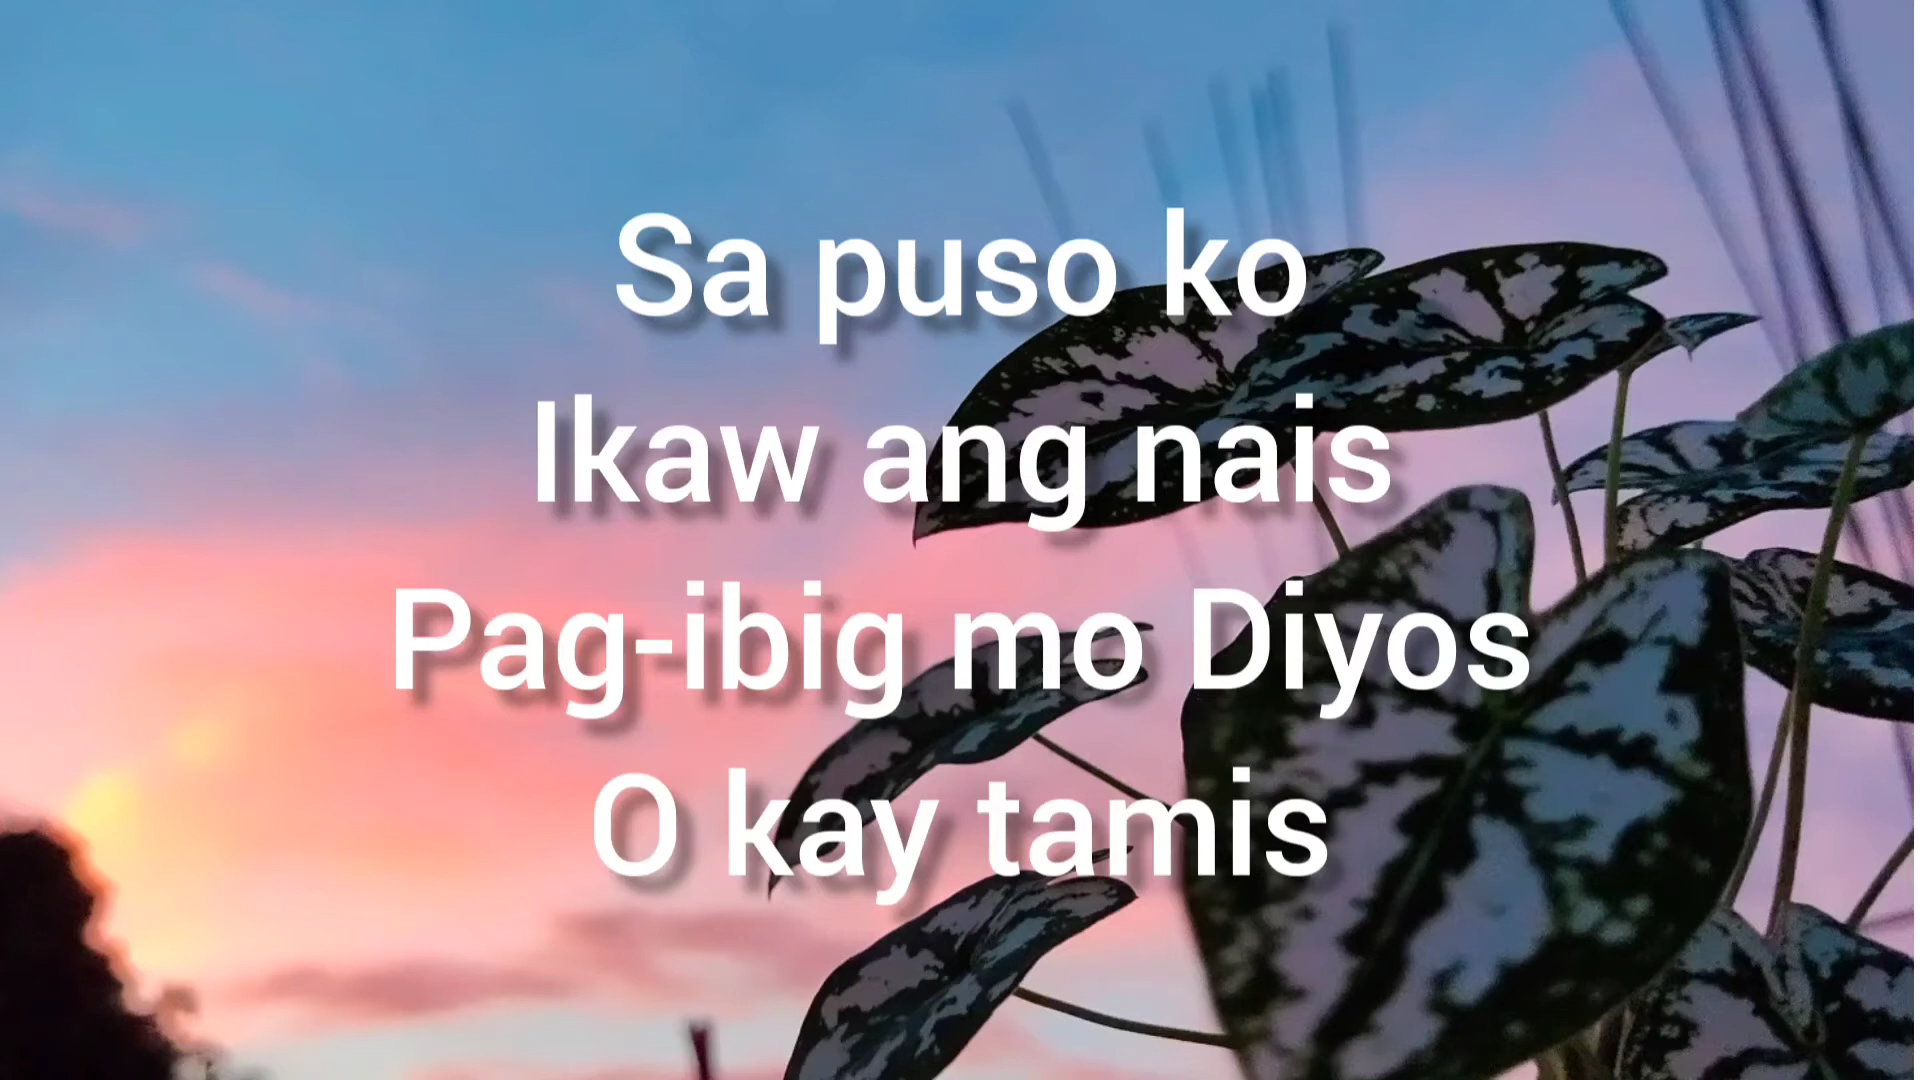 Sa puso ko
Ikaw ang nais
Pag-ibig mo Diyos
O kay tamis